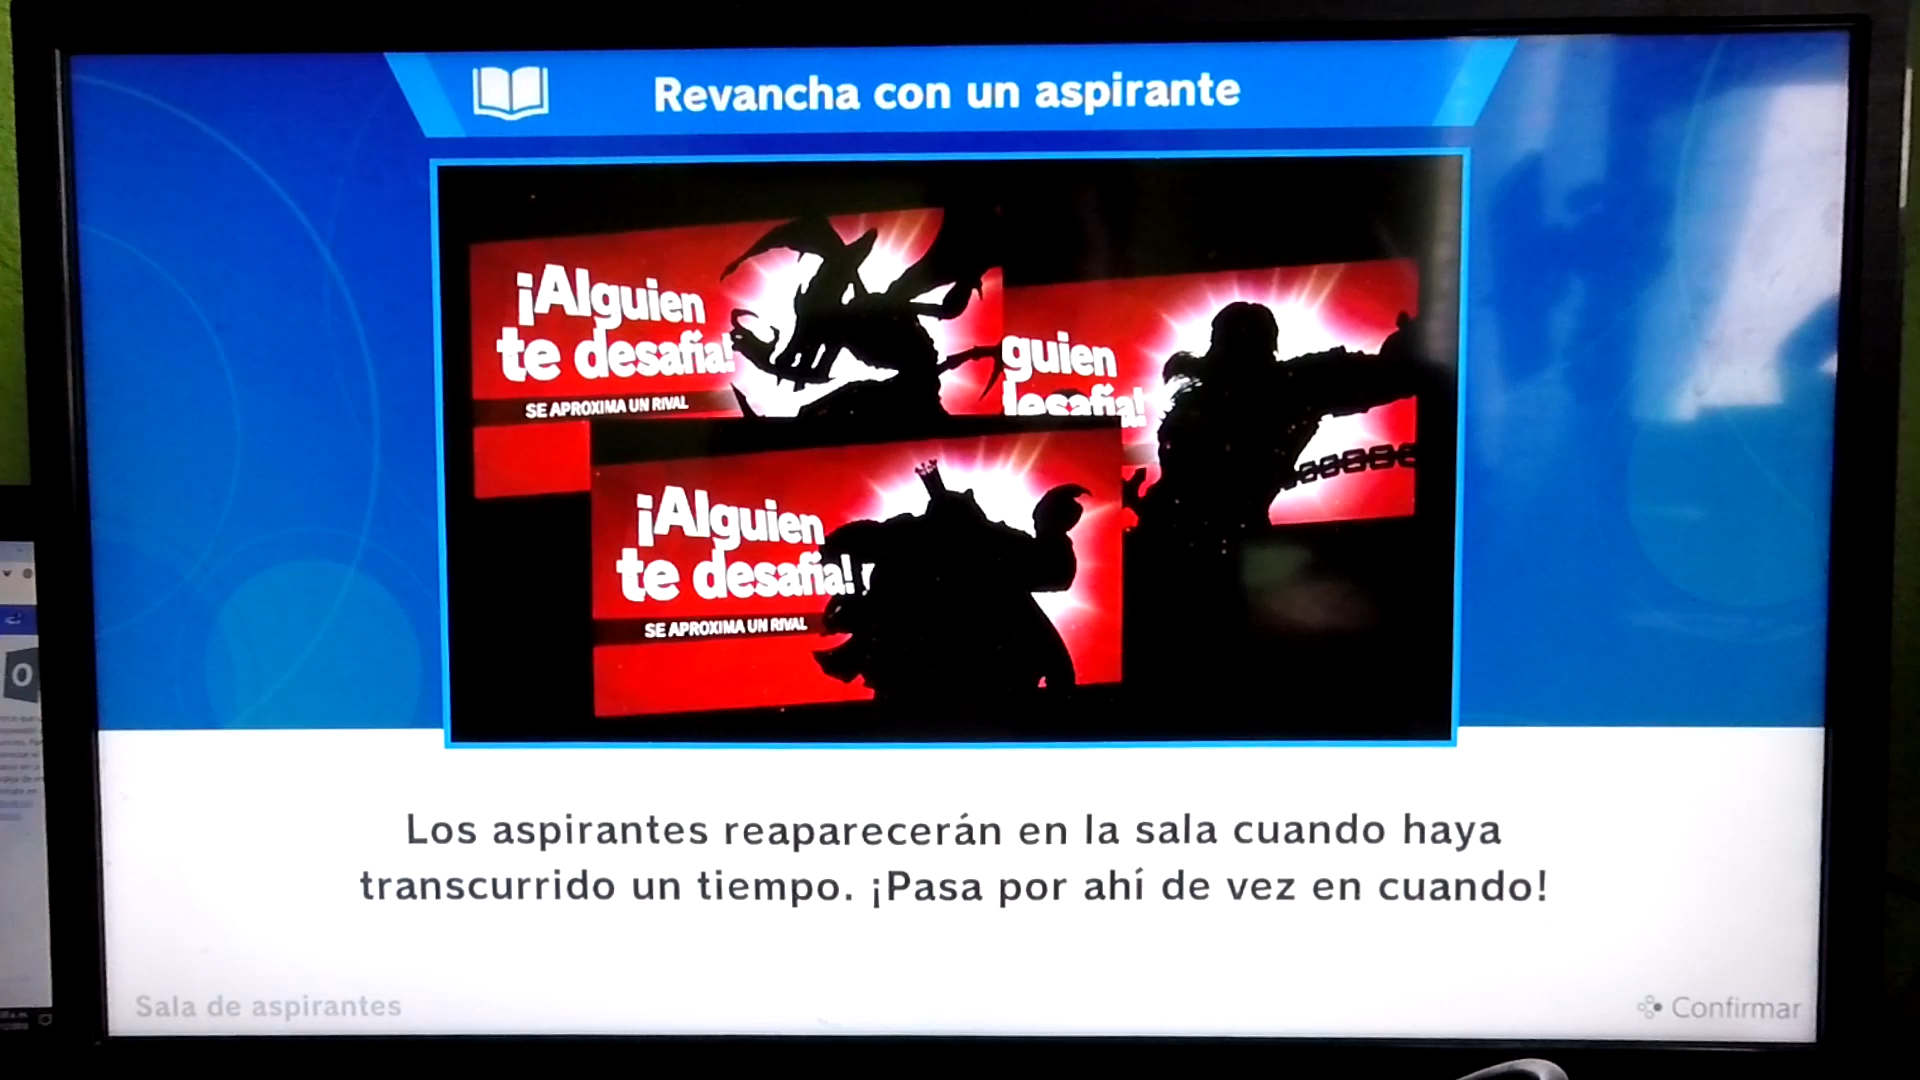 Revancha con un aspirante
¡Alguien
te desafía!
SE APROXIMA UN RIVAL
guien
desafía!
¡Alguien
te desafía!
SE APROXIMA UN RIVAL
Los aspirantes reaparecerán en la sala cuando haya
transcurrido un tiempo. ¡Pasa por ahí de vez en cuando!
Sala de aspirantes
Confirmar